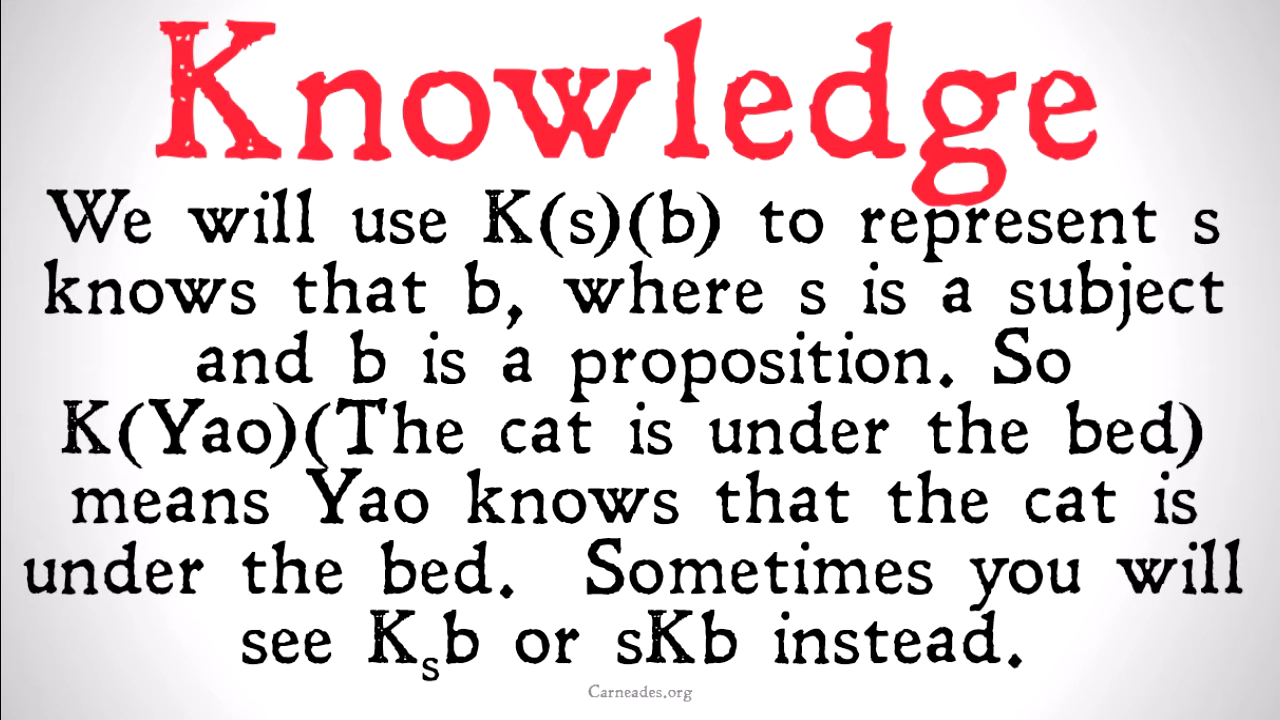 Knowledge
We will use K(s)(b) to represent s
knows that b, where s is a subject
and b is a proposition. So
K(Yao)(The cat is under the bed)
means Yao knows that the cat is
under the bed. Sometimes you will
see Kₛb or sKb instead.
Carneades.org